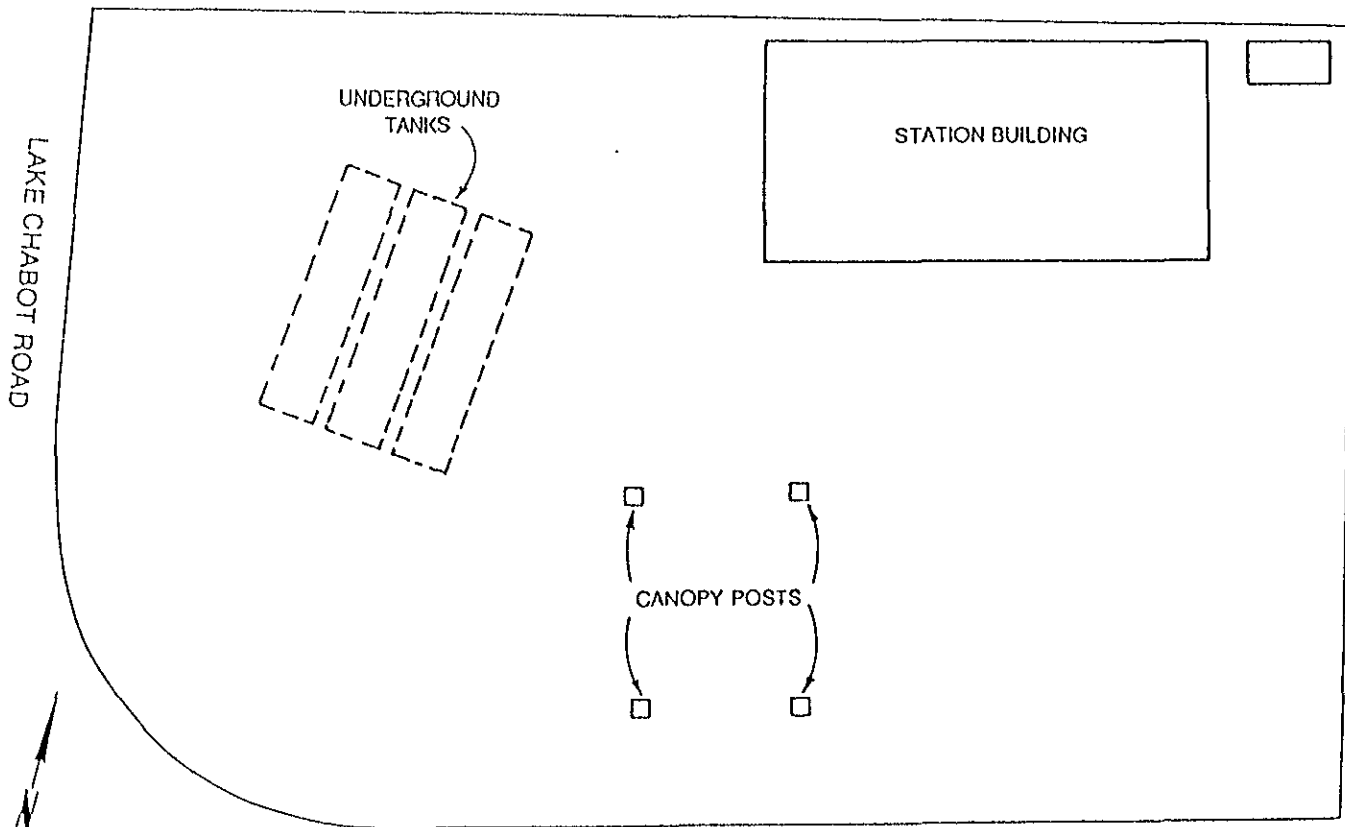 UNDERGROUND
TANKS
STATION BUILDING
LAKE CHABOT ROAD
CANOPY POSTS
N